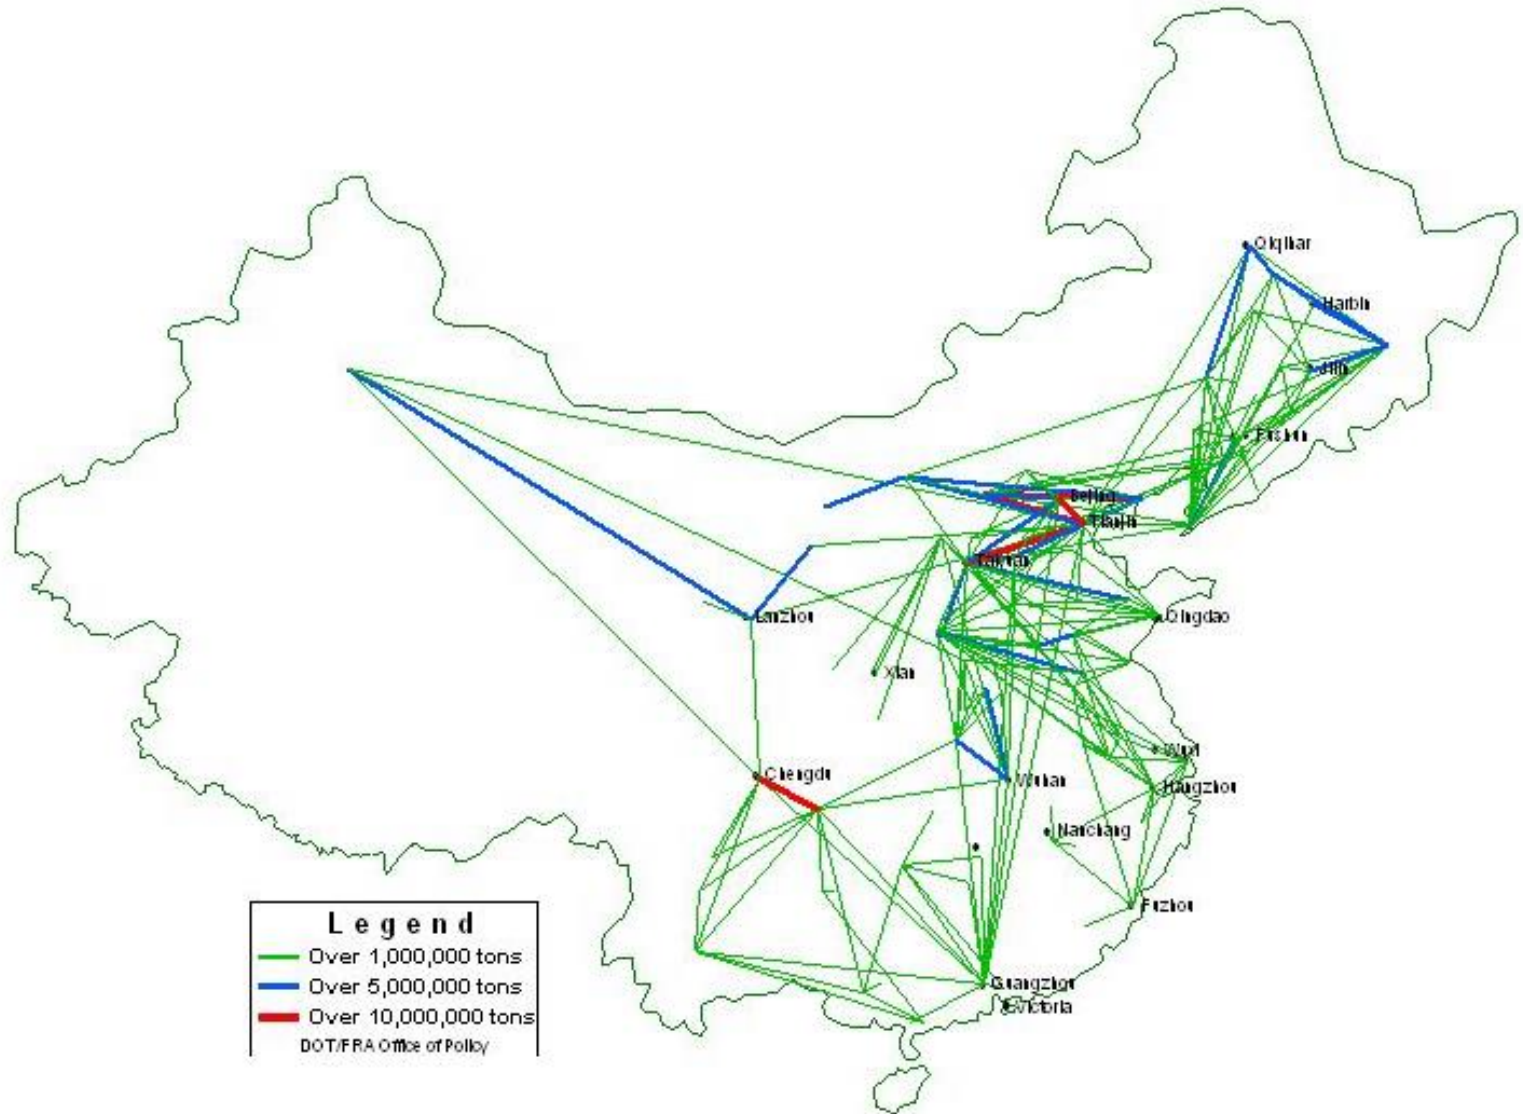 Qiqihar
Harbin
Jilin
Fushun
Beijing
Tianjin
Taiyuan
Lanzhou
Qingdao
Xian
Wuxi
Chengdu
Wuhan
Hangzhou
Nanchang
Fuzhou
Guangzhou
Victoria
Legend
Over 1,000,000 tons
Over 5,000,000 tons
Over 10,000,000 tons
DOT/FRA Office of Policy